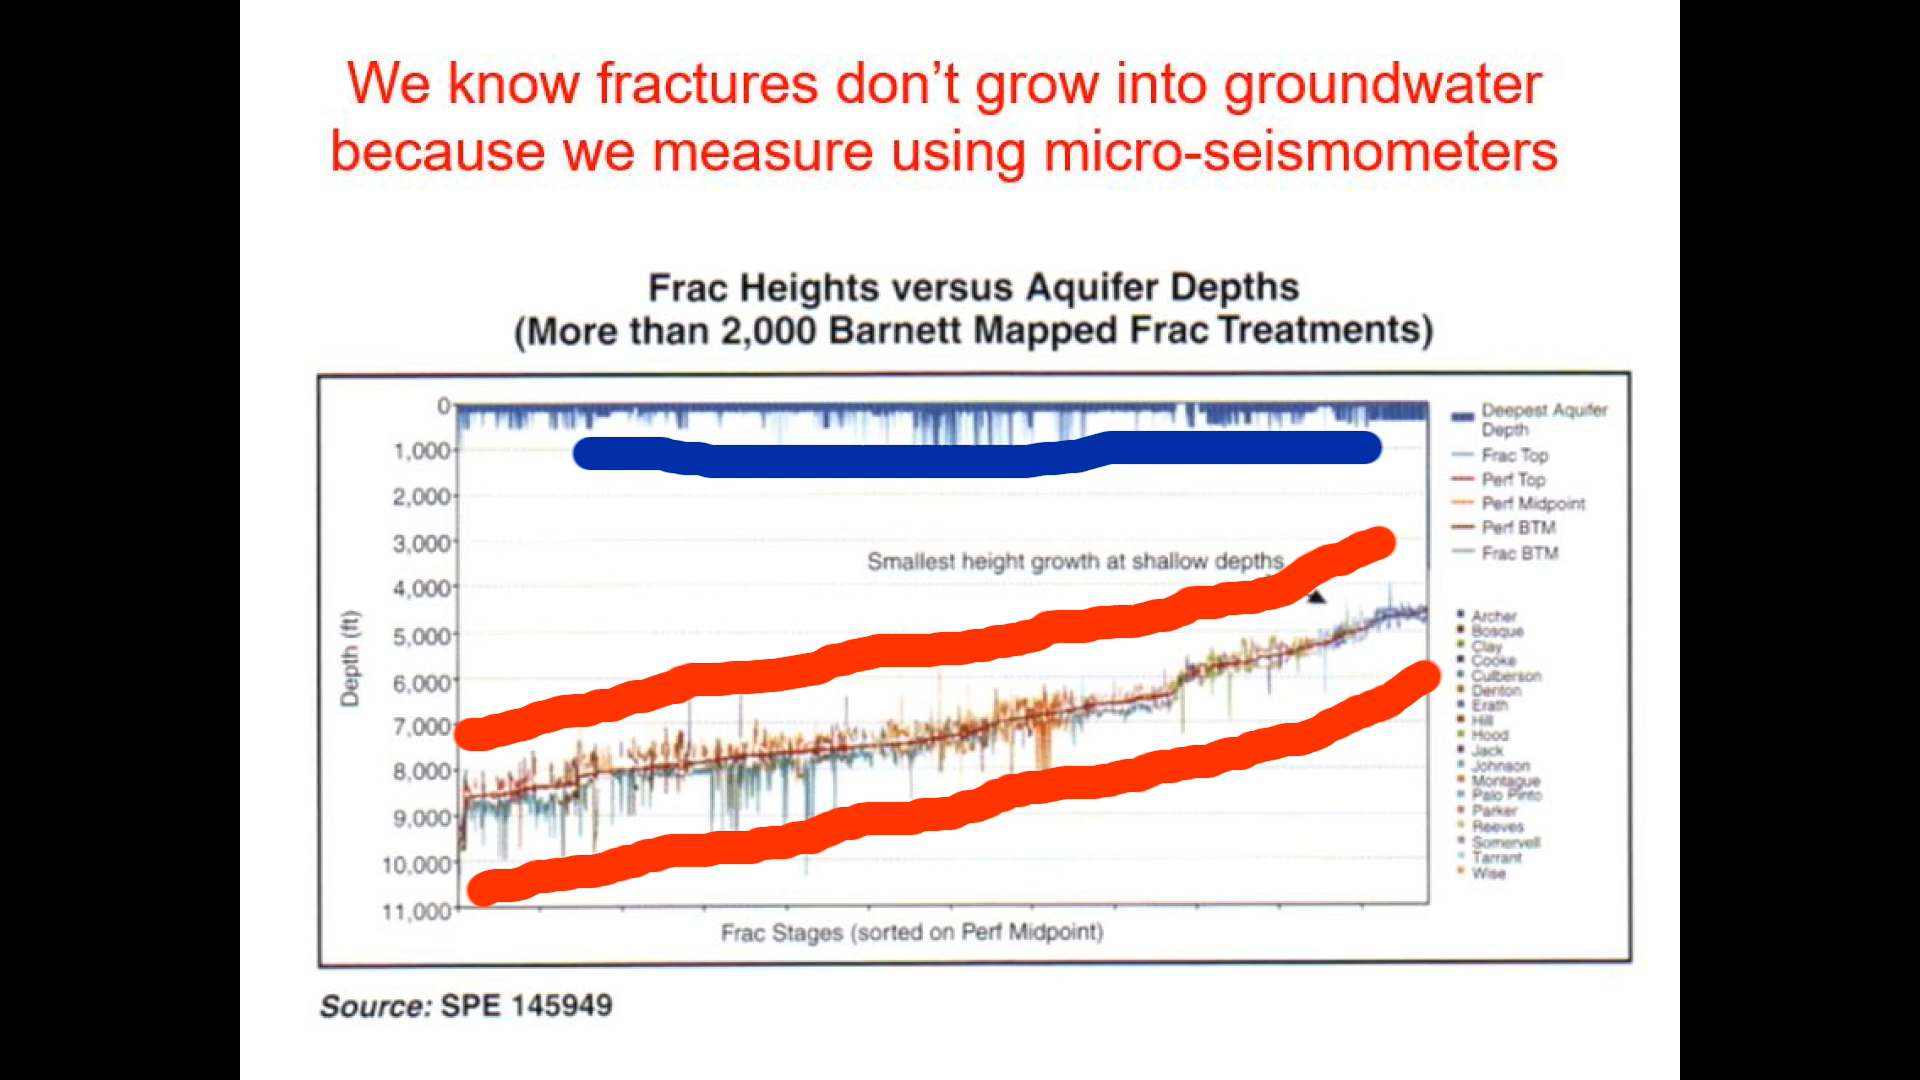 We know fractures don’t grow into groundwater
because we measure using micro-seismometers
Frac Heights versus Aquifer Depths
(More than 2,000 Barnett Mapped Frac Treatments)
0
1,000
2,000
3,000
4,000
5,000
6,000
7,000
8,000
9,000
10,000
11,000
Depth (ft)
Smallest height growth at shallow depths
Frac Stages (sorted on Perf Midpoint)
Deepest Aquifer
Depth
Frac Top
Perf Top
Perf Midpoint
Perf BTM
Frac BTM
Archer
Bosque
Clay
Cooke
Culberson
Denton
Erath
Hill
Hood
Jack
Johnson
Montague
Palo Pinto
Parker
Reeves
Somervell
Tarrant
Wise
Source: SPE 145949